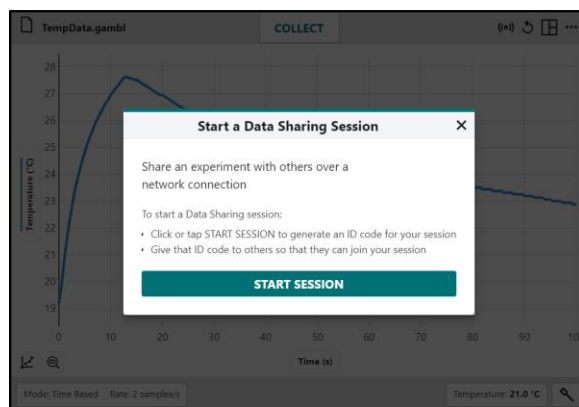 TempData.gambl
COLLECT
28
27
26
25
24
23
22
21
20
19
Temperature (°C)
Start a Data Sharing Session
Share an experiment with others over a
network connection
To start a Data Sharing session:
• Click or tap START SESSION to generate an ID code for your session
• Give that ID code to others so that they can join your session
START SESSION
0 10 20 30 40 50 60 70 80 90 100
Time (s)
Mode: Time Based Rate: 2 samples/s
Temperature: 21.0 °C